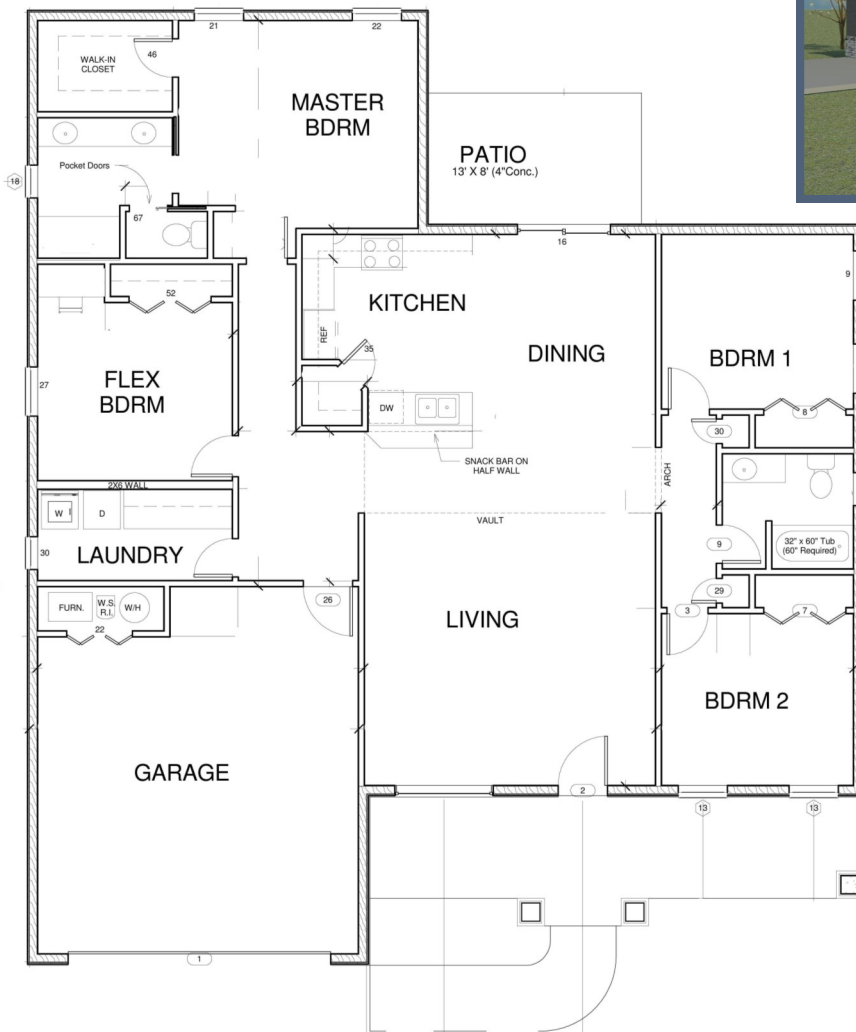 21
22
46
WALK-IN
CLOSET
MASTER
BDRM
PATIO
13' X 8' (4"Conc.)
Pocket Doors
18
67
16
9
52
KITCHEN
REF
35
DINING
BDRM 1
27
FLEX
BDRM
DW
8
30
SNACK BAR ON
HALF WALL
ARCH
2X6 WALL
W
D
VAULT
9
32" x 60" Tub
(60" Required)
30
LAUNDRY
FURN.
W.S.
R.I.
W/H
22
26
29
3
7
LIVING
BDRM 2
GARAGE
2
13
13
1